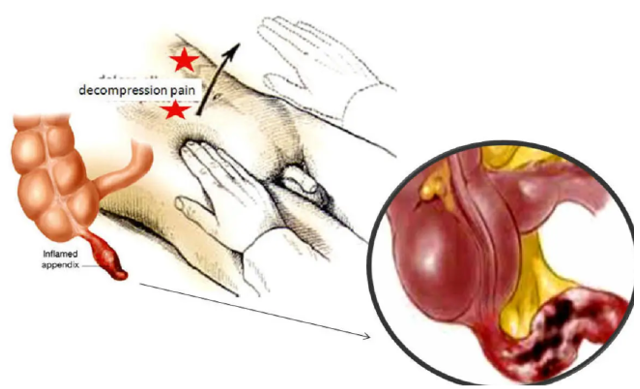 decompression pain
Inflamed
appendix